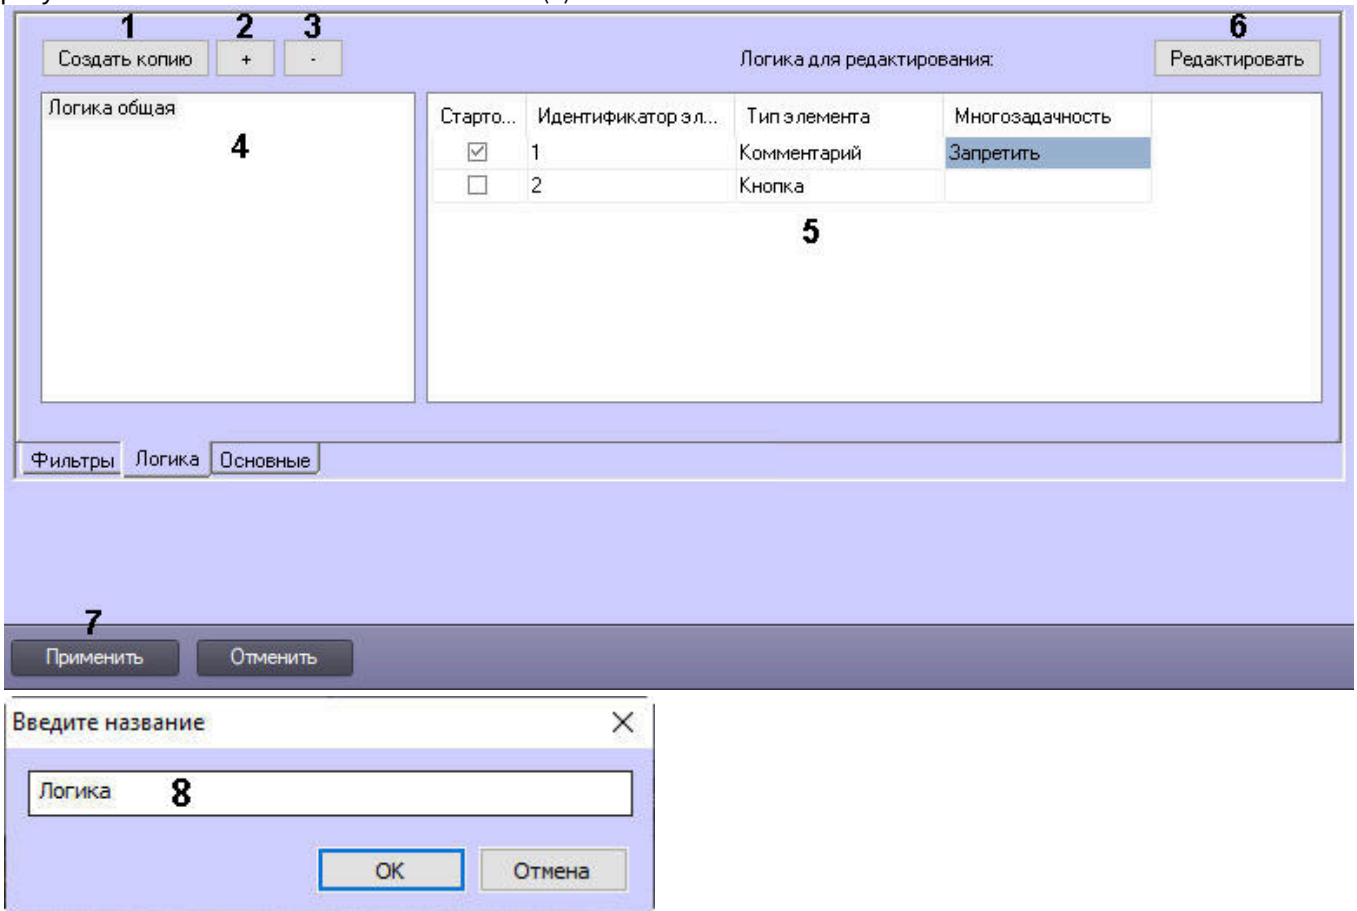 1 2 3 6
Создать копию + - Логика для редактирования: Редактировать
Логика общая
4
Старто... Идентификатор эл... Тип элемента Многозадачность
1 Комментарий Запретить
2 Кнопка
5
Фильтры Логика Основные
7
Применить Отменить
Введите название
Логика 8
OK Отмена